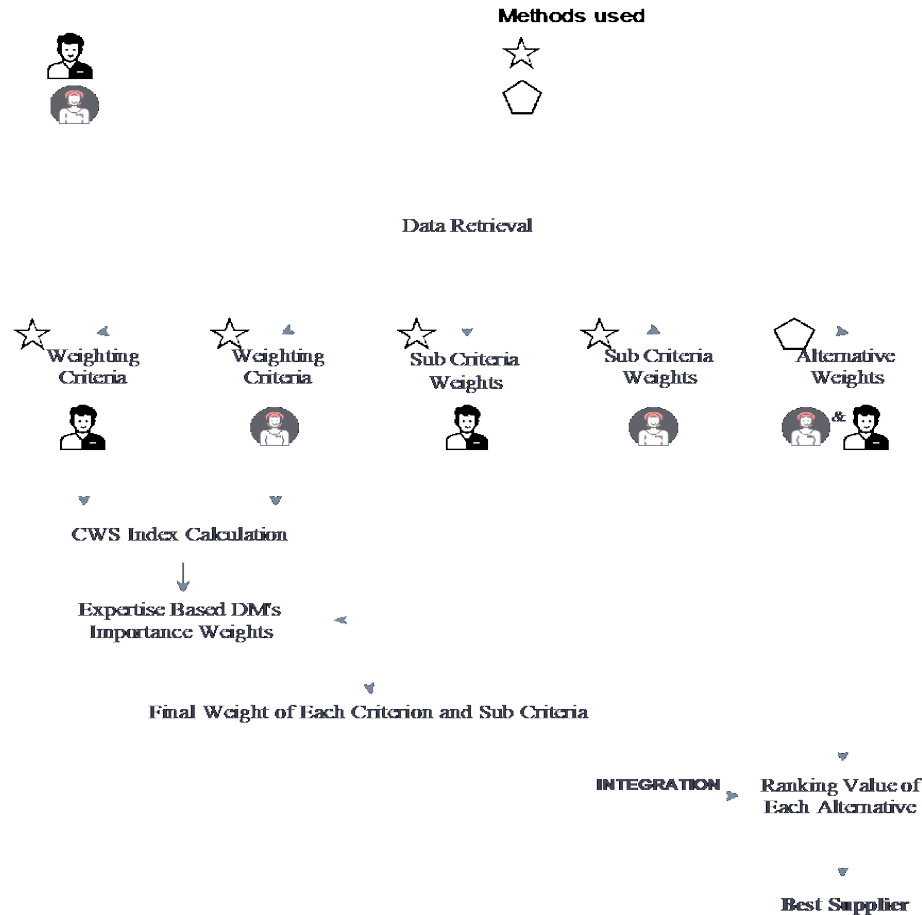 Methods used
Data Retrieval
Weighting
Criteria
Weighting
Criteria
Sub Criteria
Weights
Sub Criteria
Weights
Alternative
Weights
&
CWS Index Calculation
Expertise Based DM's
Importance Weights
Final Weight of Each Criterion and Sub Criteria
INTEGRATION
Ranking Value of
Each Alternative
Best Supplier